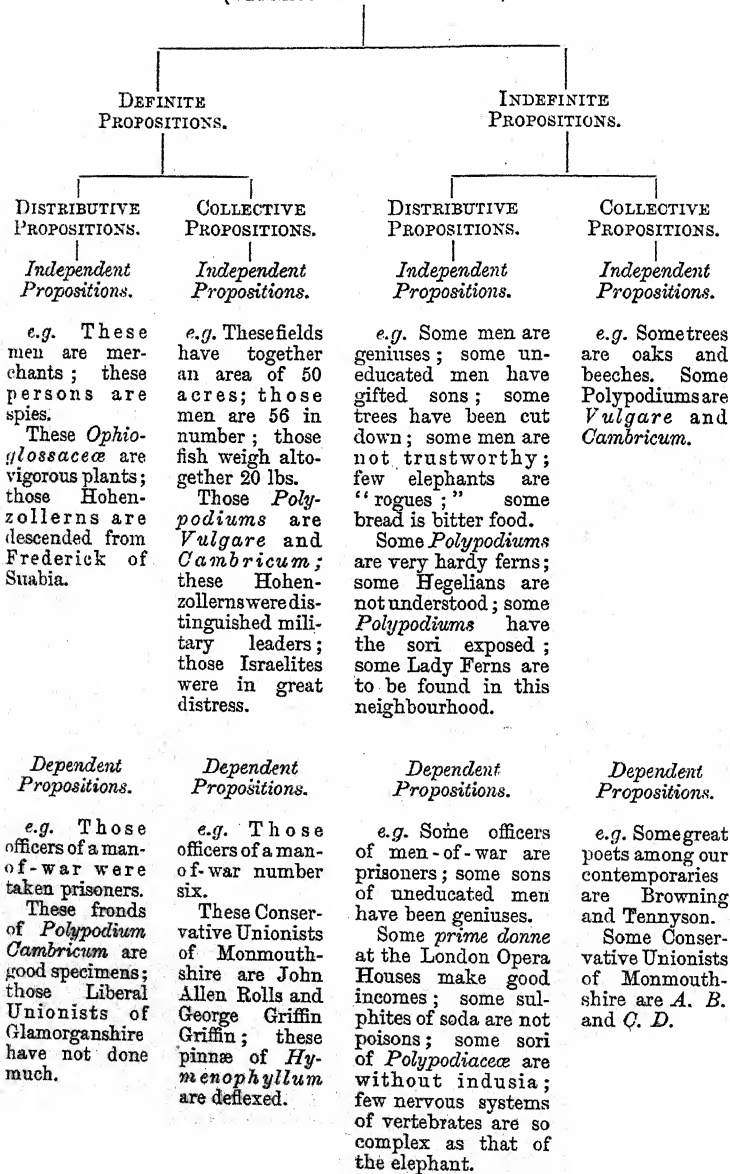 DEFINITE
PROPOSITIONS.
INDEFINITE
PROPOSITIONS.
DISTRIBUTIVE
PROPOSITIONS.
Independent
Propositions.
e.g. These
men are mer-
chants ; these
persons are
spies.
These Ophio-
glossaceæ are
vigorous plants ;
those Hohen-
zollerns are
descended from
Frederick of
Suabia.
COLLECTIVE
PROPOSITIONS.
Independent
Propositions.
e.g. These fields
have together
an area of 50
acres; those
men are 56 in
number ; those
fish weigh alto-
gether 20 lbs.
Those Poly-
podiums are
Vulgare and
Cambricum ;
these Hohen-
zollerns were dis-
tinguished mili-
tary leaders ;
those Israelites
were in great
distress.
DISTRIBUTIVE
PROPOSITIONS.
Independent
Propositions.
e.g. Some men are
geniuses ; some un-
educated men have
gifted sons ; some
trees have been cut
down ; some men are
not trustworthy ;
few elephants are
“rogues ;” some
bread is bitter food.
Some Polypodiums
are very hardy ferns ;
some Hegelians are
not understood ; some
Polypodiums have
the sori exposed ;
some Lady Ferns are
to be found in this
neighbourhood.
COLLECTIVE
PROPOSITIONS.
Independent
Propositions.
e.g. Some trees
are oaks and
beeches. Some
Polypodiums are
Vulgare and
Cambricum.
Dependent
Propositions.
e.g. Those
officers of a man-
of-war were
taken prisoners.
These fronds
of Polypodium
Cambricum are
good specimens ;
those Liberal
Unionists of
Glamorganshire
have not done
much.
Dependent
Propositions.
e.g. Those
officers of a man-
of-war number
six.
These Conser-
vative Unionists
of Monmouth-
shire are John
Allen Rolls and
George Griffin
Griffin ; these
pinnæ of Hy-
menophyllum
are deflexed.
Dependent
Propositions.
e.g. Some officers
of men-of-war are
prisoners ; some sons
of uneducated men
have been geniuses.
Some prime donne
at the London Opera
Houses make good
incomes ; some sul-
phites of soda are not
poisons ; some sori
of Polypodiaceæ are
without indusia ;
few nervous systems
of vertebrates are so
complex as that of
the elephant.
Dependent
Propositions.
e.g. Some great
poets among our
contemporaries
are Browning
and Tennyson.
Some Conser-
vative Unionists
of Monmouth-
shire are A. B.
and C. D.